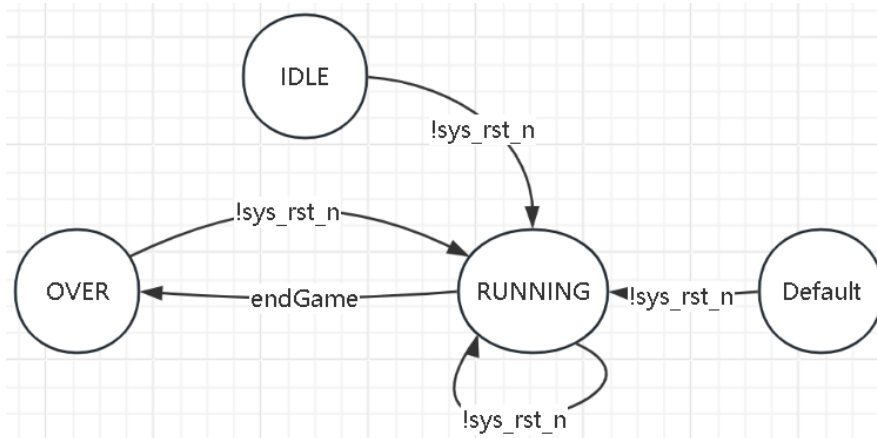 IDLE
!sys_rst_n
!sys_rst_n
OVER
endGame
RUNNING
!sys_rst_n
Default
!sys_rst_n